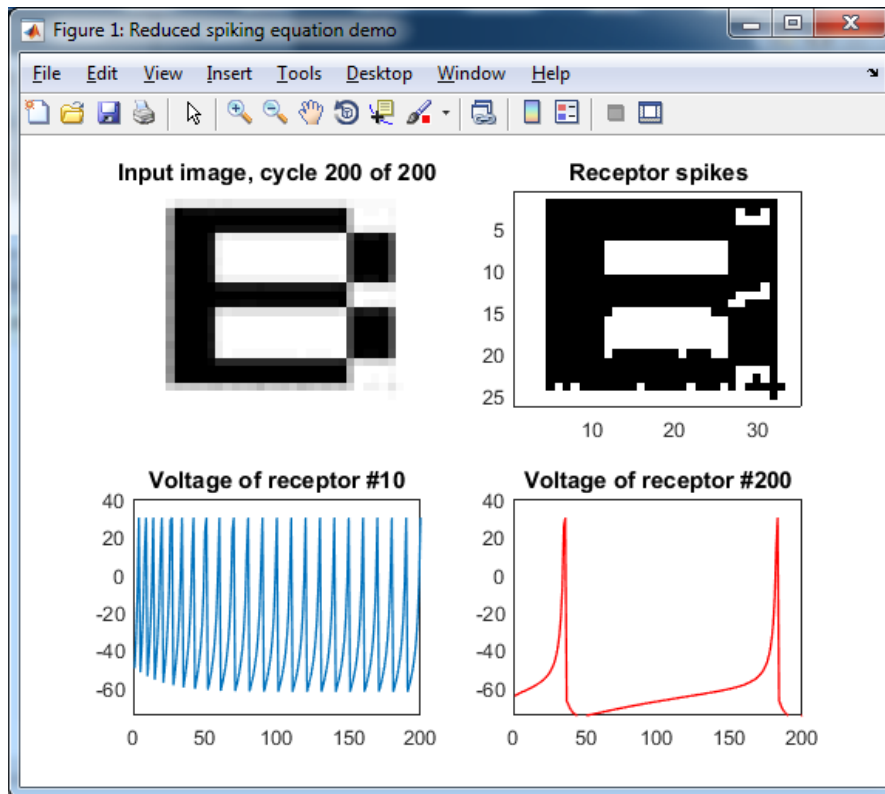 Figure 1: Reduced spiking equation demo
File Edit View Insert Tools Desktop Window Help
Input image, cycle 200 of 200
Receptor spikes
5
10
15
20
25
10 20 30
Voltage of receptor #10
40
20
0
-20
-40
-60
0 50 100 150 200
Voltage of receptor #200
40
20
0
-20
-40
-60
0 50 100 150 200